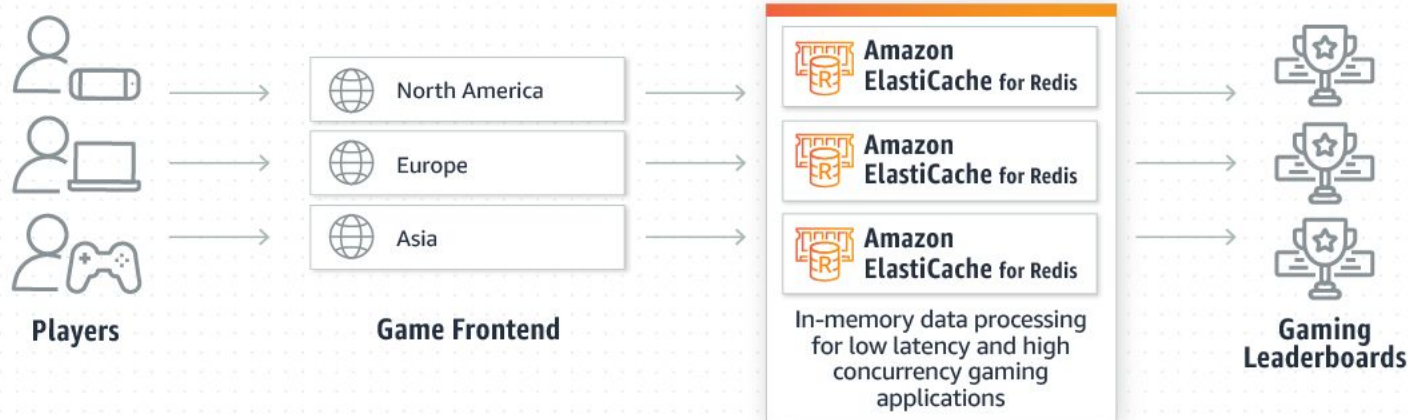 Players
North America
Europe
Asia
Game Frontend
Amazon
ElastiCache for Redis
Amazon
ElastiCache for Redis
Amazon
ElastiCache for Redis
In-memory data processing
for low latency and high
concurrency gaming
applications
Gaming
Leaderboards